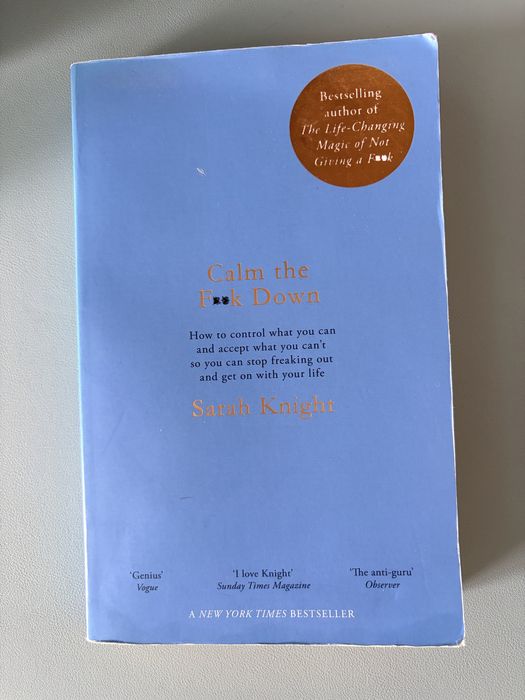 Bestselling
author of
The Life-Changing
Magic of Not
Giving a F**k
Calm the
F**k Down
How to control what you can
and accept what you can't
so you can stop freaking out
and get on with your life
Sarah Knight
'Genius'
Vogue
'I love Knight'
Sunday Times Magazine
'The anti-guru'
Observer
A NEW YORK TIMES BESTSELLER